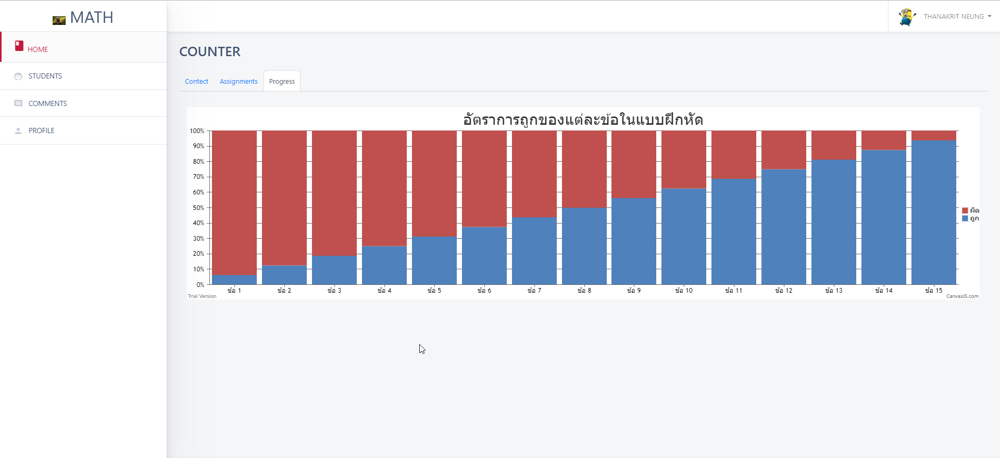 MATH
THANAKRIT NEUNG
HOME
STUDENTS
COMMENTS
PROFILE
COUNTER
Contect Assignments Progress
อัตราการถูกของแต่ละข้อในแบบฝึกหัด
100%
90%
80%
70%
60%
50%
40%
30%
20%
10%
0%
ข้อ 1 ข้อ 2 ข้อ 3 ข้อ 4 ข้อ 5 ข้อ 6 ข้อ 7 ข้อ 8 ข้อ 9 ข้อ 10 ข้อ 11 ข้อ 12 ข้อ 13 ข้อ 14 ข้อ 15
ผิด
ถูก
Trial Version
CanvasJS.com